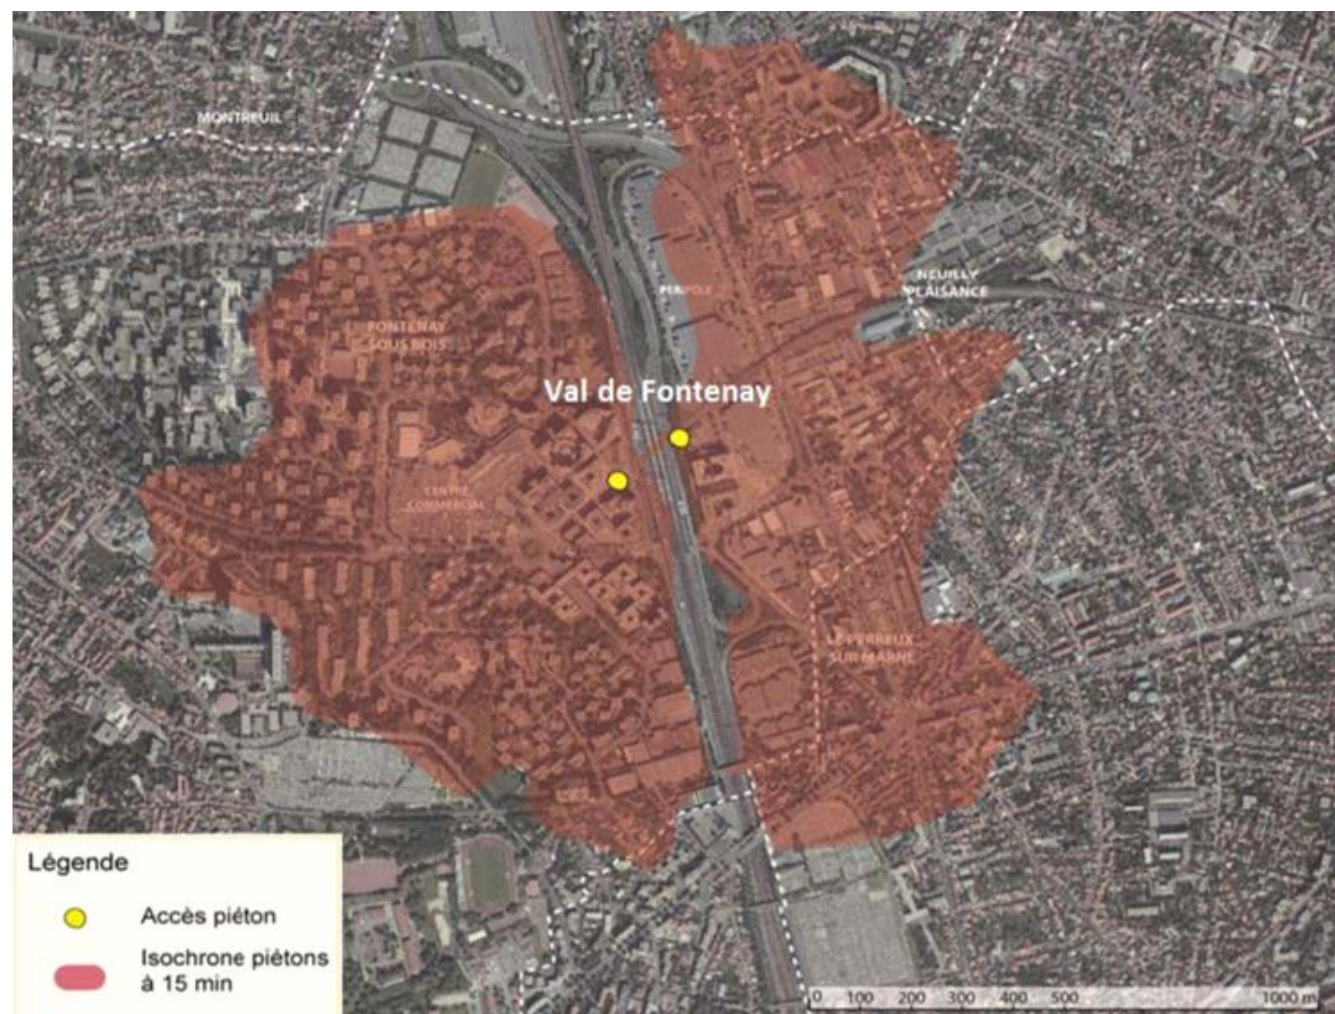 MONTREUIL
NEUILLY
PLAISANCE
PERIPÔLE
FONTENAY
SOUS BOIS
Val de Fontenay
CENTRE
COMMERCIAL
LE PERREUX
SUR MARNE
Légende
Accès piéton
Isochrone piétons
à 15 min
0 100 200 300 400 500 1000 m